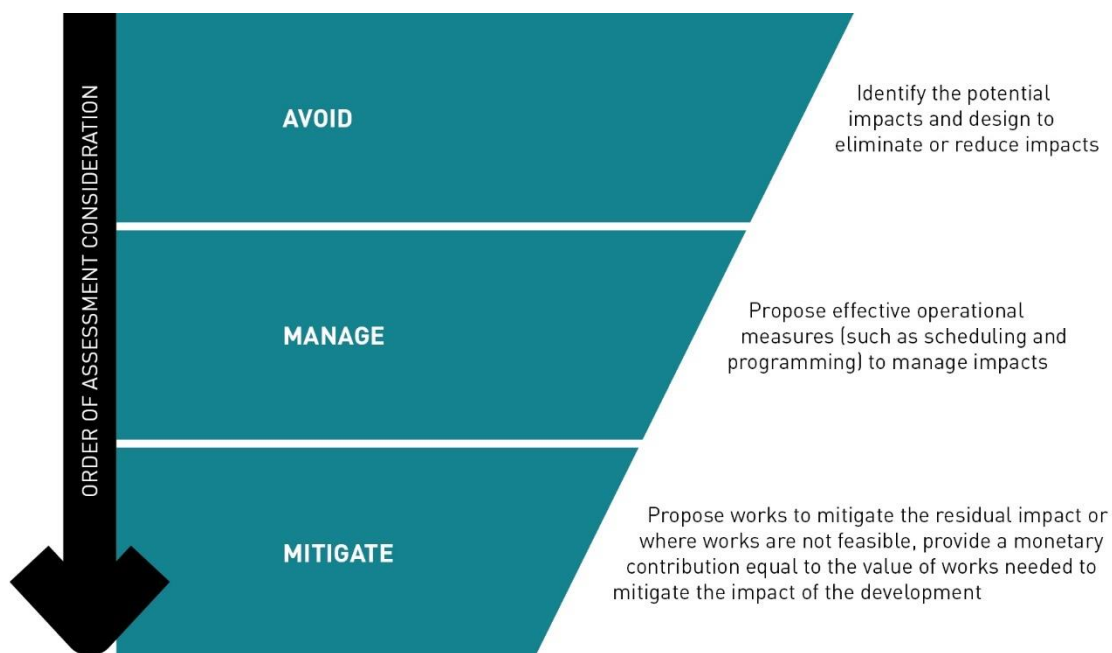 ORDER OF ASSESSMENT CONSIDERATION
AVOID
Identify the potential
impacts and design to
eliminate or reduce impacts
MANAGE
Propose effective operational
measures (such as scheduling and
programming) to manage impacts
MITIGATE
Propose works to mitigate the residual impact or
where works are not feasible, provide a monetary
contribution equal to the value of works needed to
mitigate the impact of the development